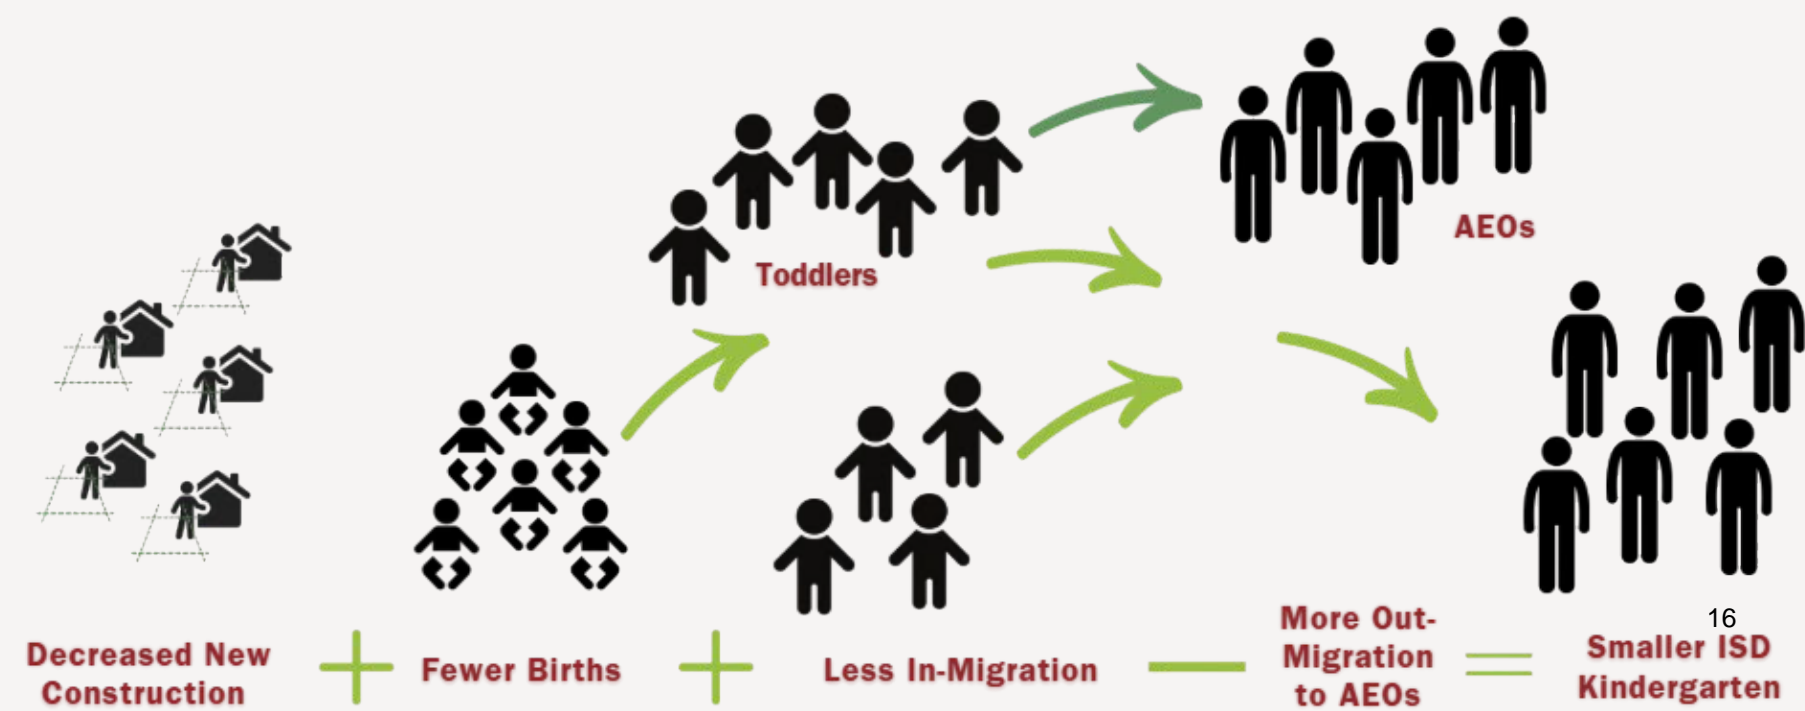 Toddlers
AEOs
Decreased New
Construction
+
Fewer Births
+
Less In-Migration
—
More Out-
Migration
to AEOs
=
16
Smaller ISD
Kindergarten